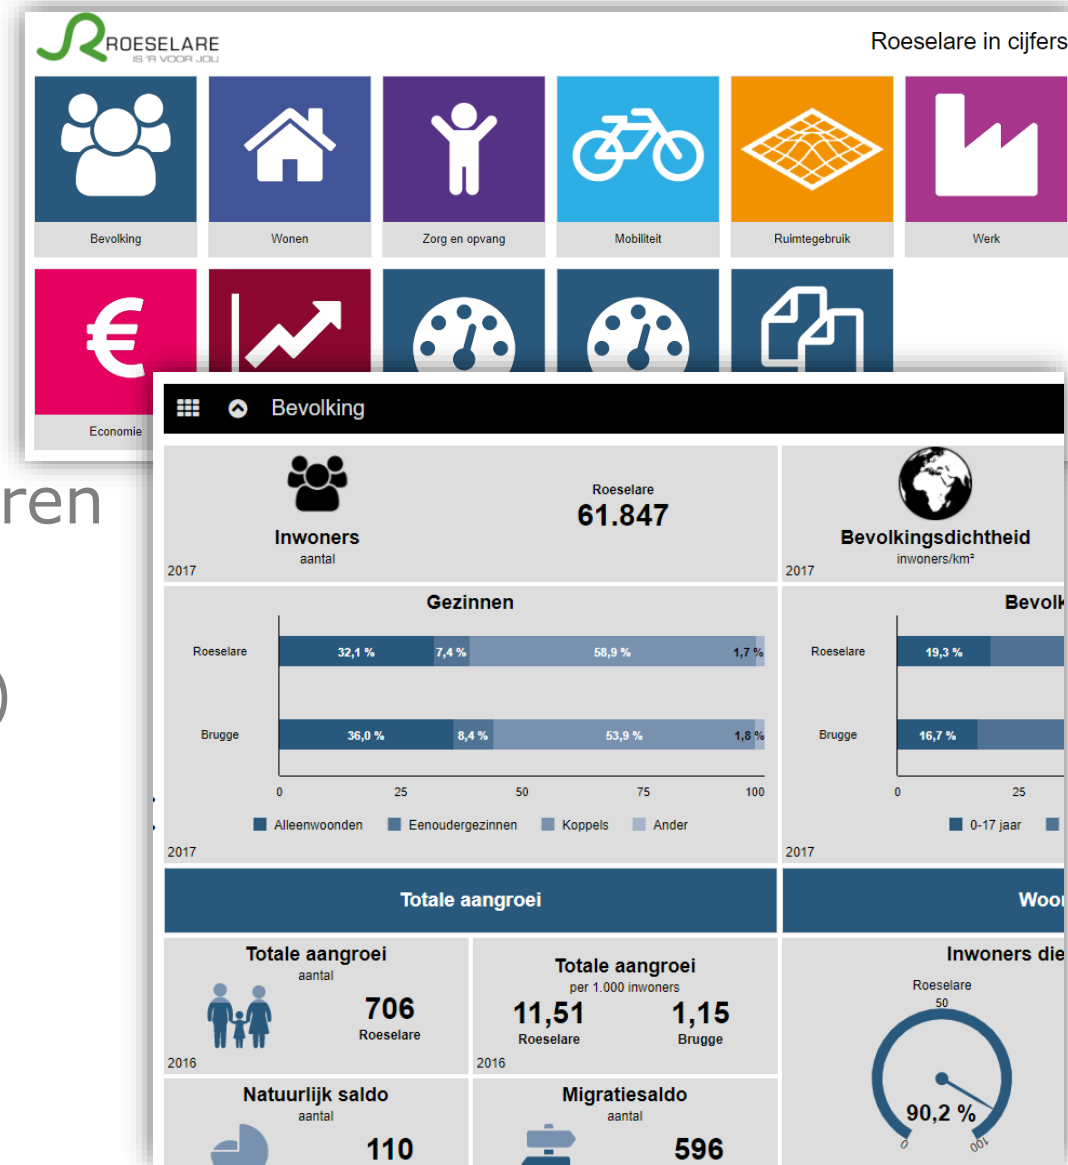 ROESELARE
IS 'R VOOR JOU
Roeselare in cijfers
Bevolking
Wonen
Zorg en opvang
Mobiliteit
Ruimtegebruik
Werk
€
Economie
ren
)
Bevolking
Inwoners
aantal
2017
Roeselare
61.847
Bevolkingsdichtheid
inwoners/km²
2017
Gezinnen
Roeselare
32,1 %
7,4 %
58,9 %
1,7 %
Brugge
36,0 %
8,4 %
53,9 %
1,8 %
0
25
50
75
100
Alleenwoonden
Eenoudergezinnen
Koppels
Ander
2017
Bevolk
Roeselare
19,3 %
Brugge
16,7 %
0
25
0-17 jaar
2017
Totale aangroei
Woon
Totale aangroei
aantal
706
Roeselare
2016
Totale aangroei
per 1.000 inwoners
11,51
1,15
Roeselare
Brugge
2016
Inwoners die
Roeselare
50
90,2 %
0
100
Natuurlijk saldo
aantal
110
Migratiesaldo
aantal
596